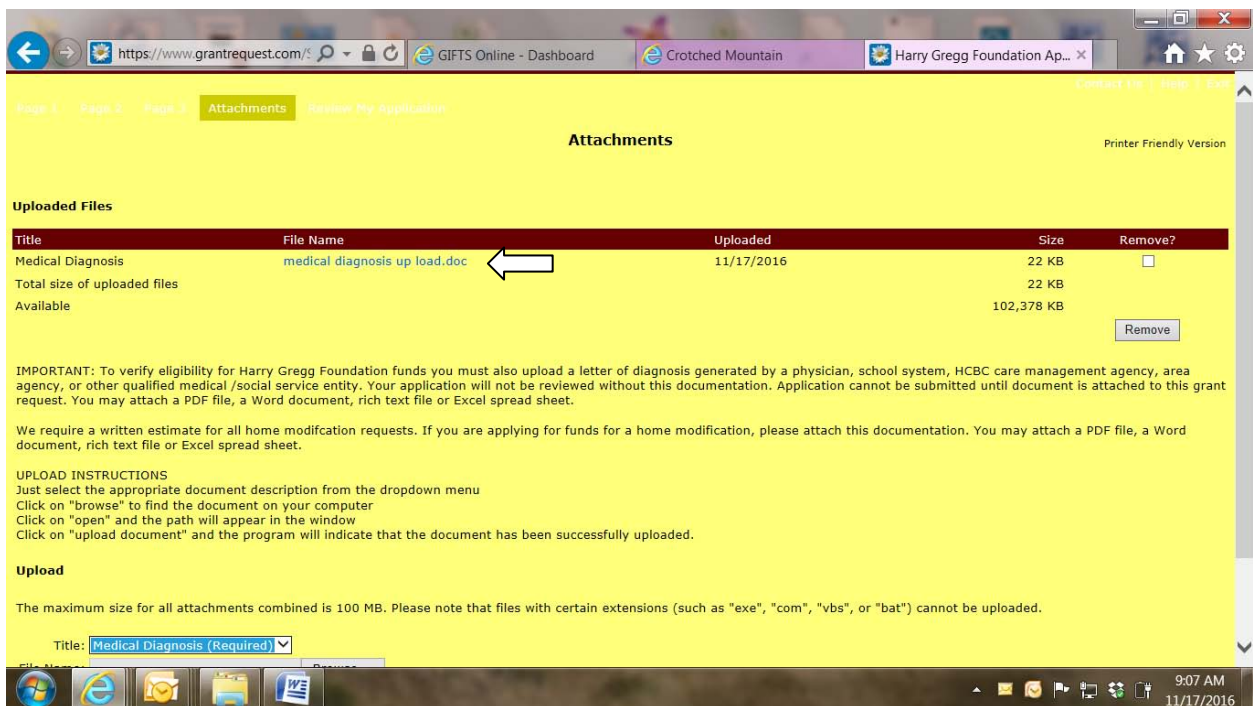 https://www.grantrequest.com/S
GIFTS Online - Dashboard
Crotched Mountain
Harry Gregg Foundation Ap...
Contact Us | Help | Exit
Page 1 Page 2 Page 3 Attachments Review My Application
Attachments
Printer Friendly Version
Uploaded Files
Title File Name Uploaded Size Remove?
Medical Diagnosis medical diagnosis up load.doc 11/17/2016 22 KB
Total size of uploaded files 22 KB
Available 102,378 KB
Remove
IMPORTANT: To verify eligibility for Harry Gregg Foundation funds you must also upload a letter of diagnosis generated by a physician, school system, HCBC care management agency, area
agency, or other qualified medical /social service entity. Your application will not be reviewed without this documentation. Application cannot be submitted until document is attached to this grant
request. You may attach a PDF file, a Word document, rich text file or Excel spread sheet.
We require a written estimate for all home modifcation requests. If you are applying for funds for a home modification, please attach this documentation. You may attach a PDF file, a Word
document, rich text file or Excel spread sheet.
UPLOAD INSTRUCTIONS
Just select the appropriate document description from the dropdown menu
Click on "browse" to find the document on your computer
Click on "open" and the path will appear in the window
Click on "upload document" and the program will indicate that the document has been successfully uploaded.
Upload
The maximum size for all attachments combined is 100 MB. Please note that files with certain extensions (such as "exe", "com", "vbs", or "bat") cannot be uploaded.
Title: Medical Diagnosis (Required)
File Name: Browse...
9:07 AM
11/17/2016